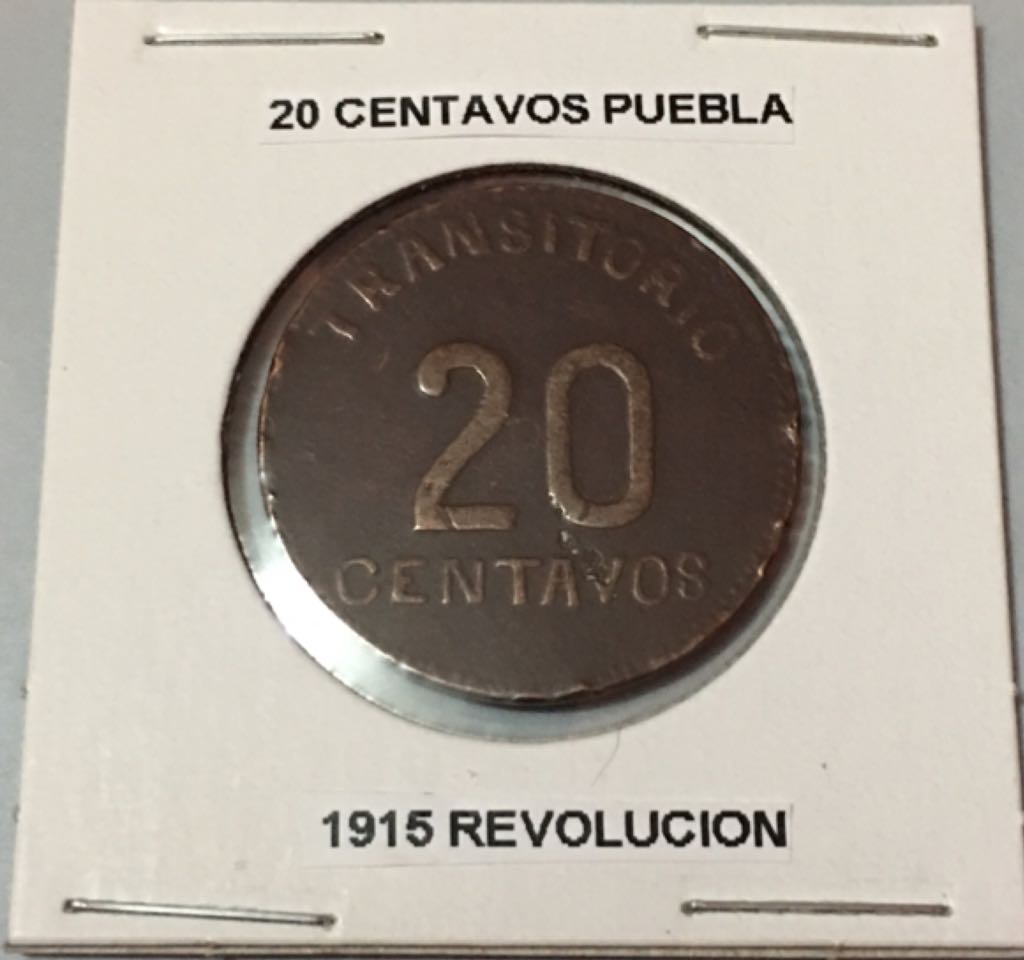 20 CENTAVOS PUEBLA
TRANSITORIO
20
CENTAVOS
1915 REVOLUCION